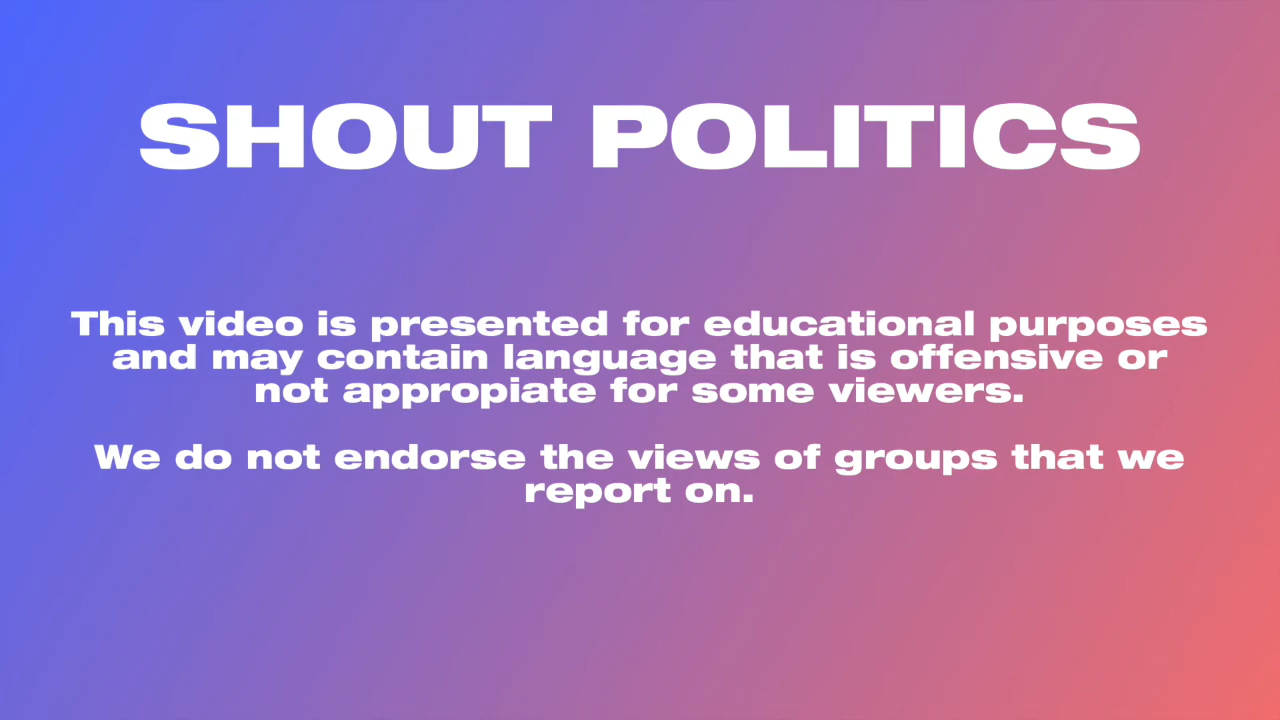 SHOUT POLITICS
This video is presented for educational purposes
and may contain language that is offensive or
not appropiate for some viewers.
We do not endorse the views of groups that we
report on.